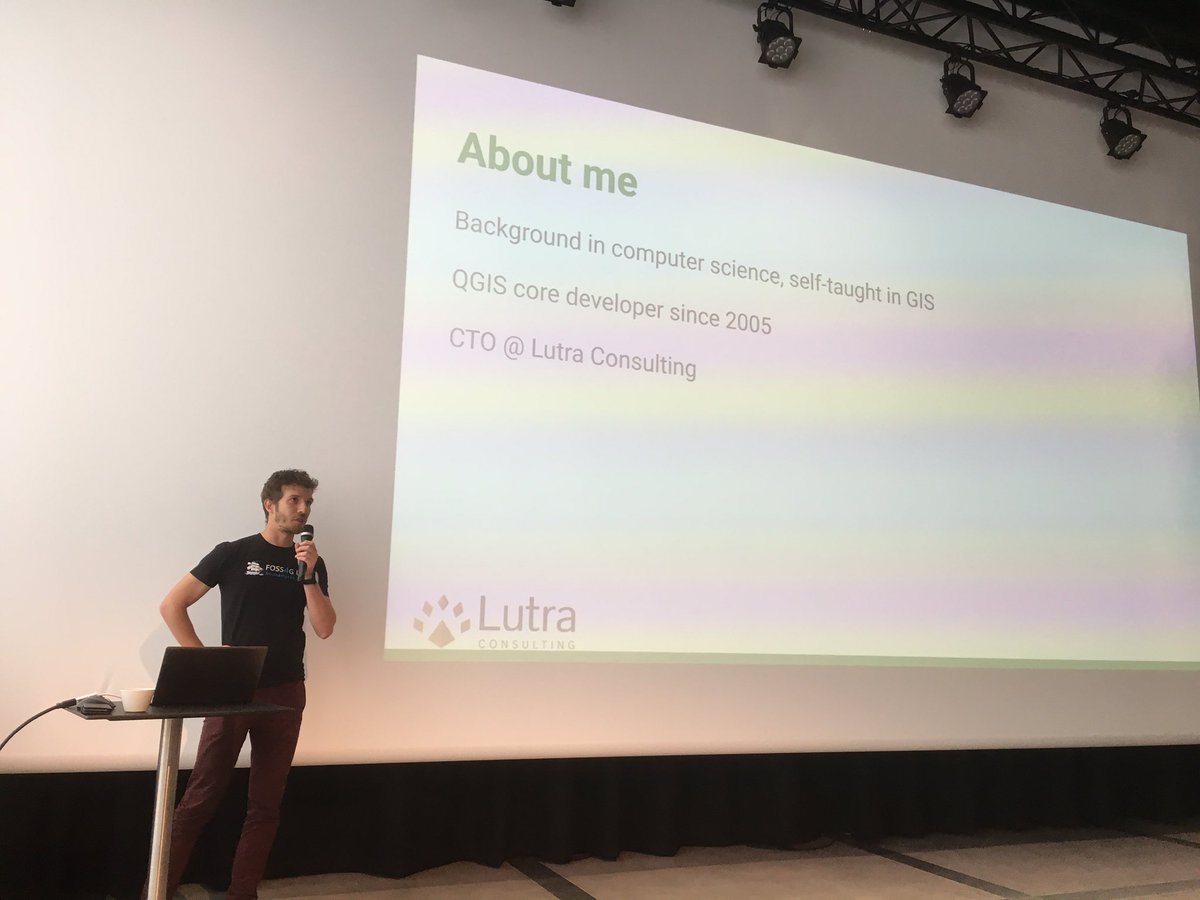 About me
Background in computer science, self-taught in GIS
QGIS core developer since 2005
CTO @ Lutra Consulting
FOSS4G
Lutra
CONSULTING